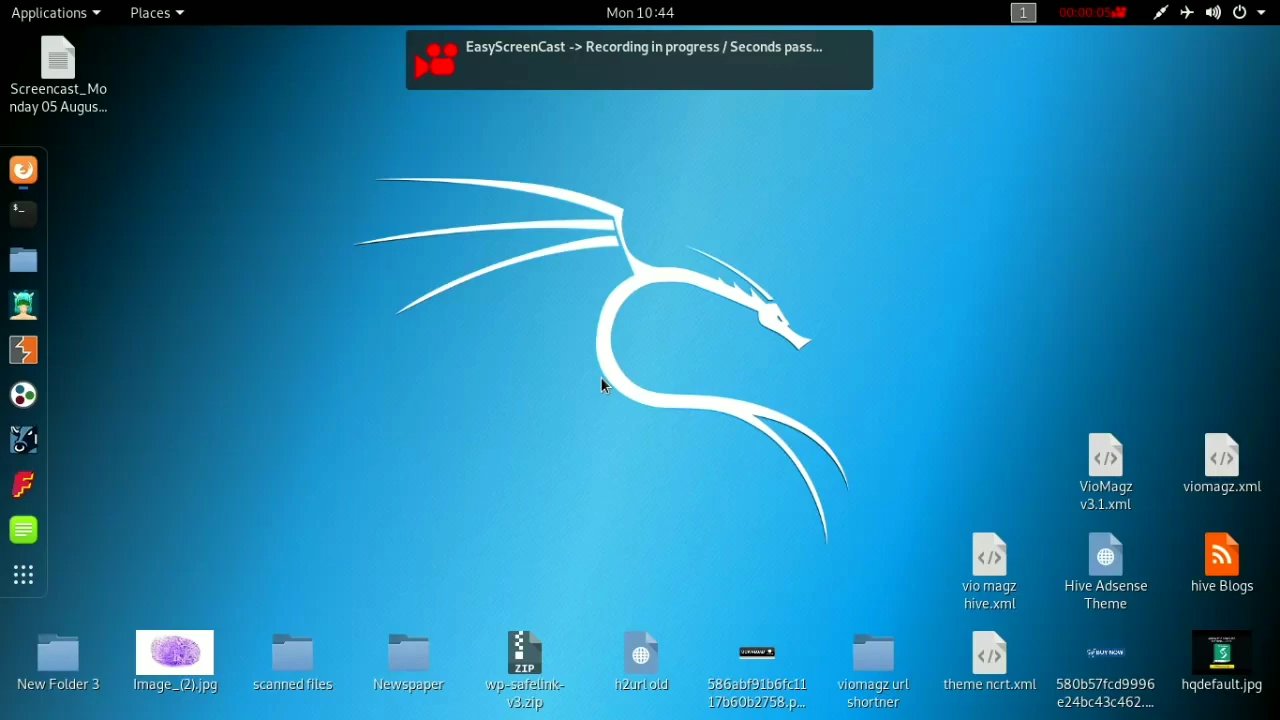 Applications
Places
Mon 10:44
1
00:00:05
EasyScreenCast -> Recording in progress / Seconds pass...
Screencast_Mo
nday 05 Augus...
$_
VioMagz
v3.1.xml
viomagz.xml
vio magz
hive.xml
Hive Adsense
Theme
hive Blogs
ZIP
New Folder 3
Image_(2).jpg
scanned files
Newspaper
wp-safelink-
v3.zip
h2url old
586abf91b6fc11
17b60b2758.p...
viomagz url
shortner
theme ncrt.xml
BUY NOW
580b57fcd9996
e24bc43c462....
hqdefault.jpg